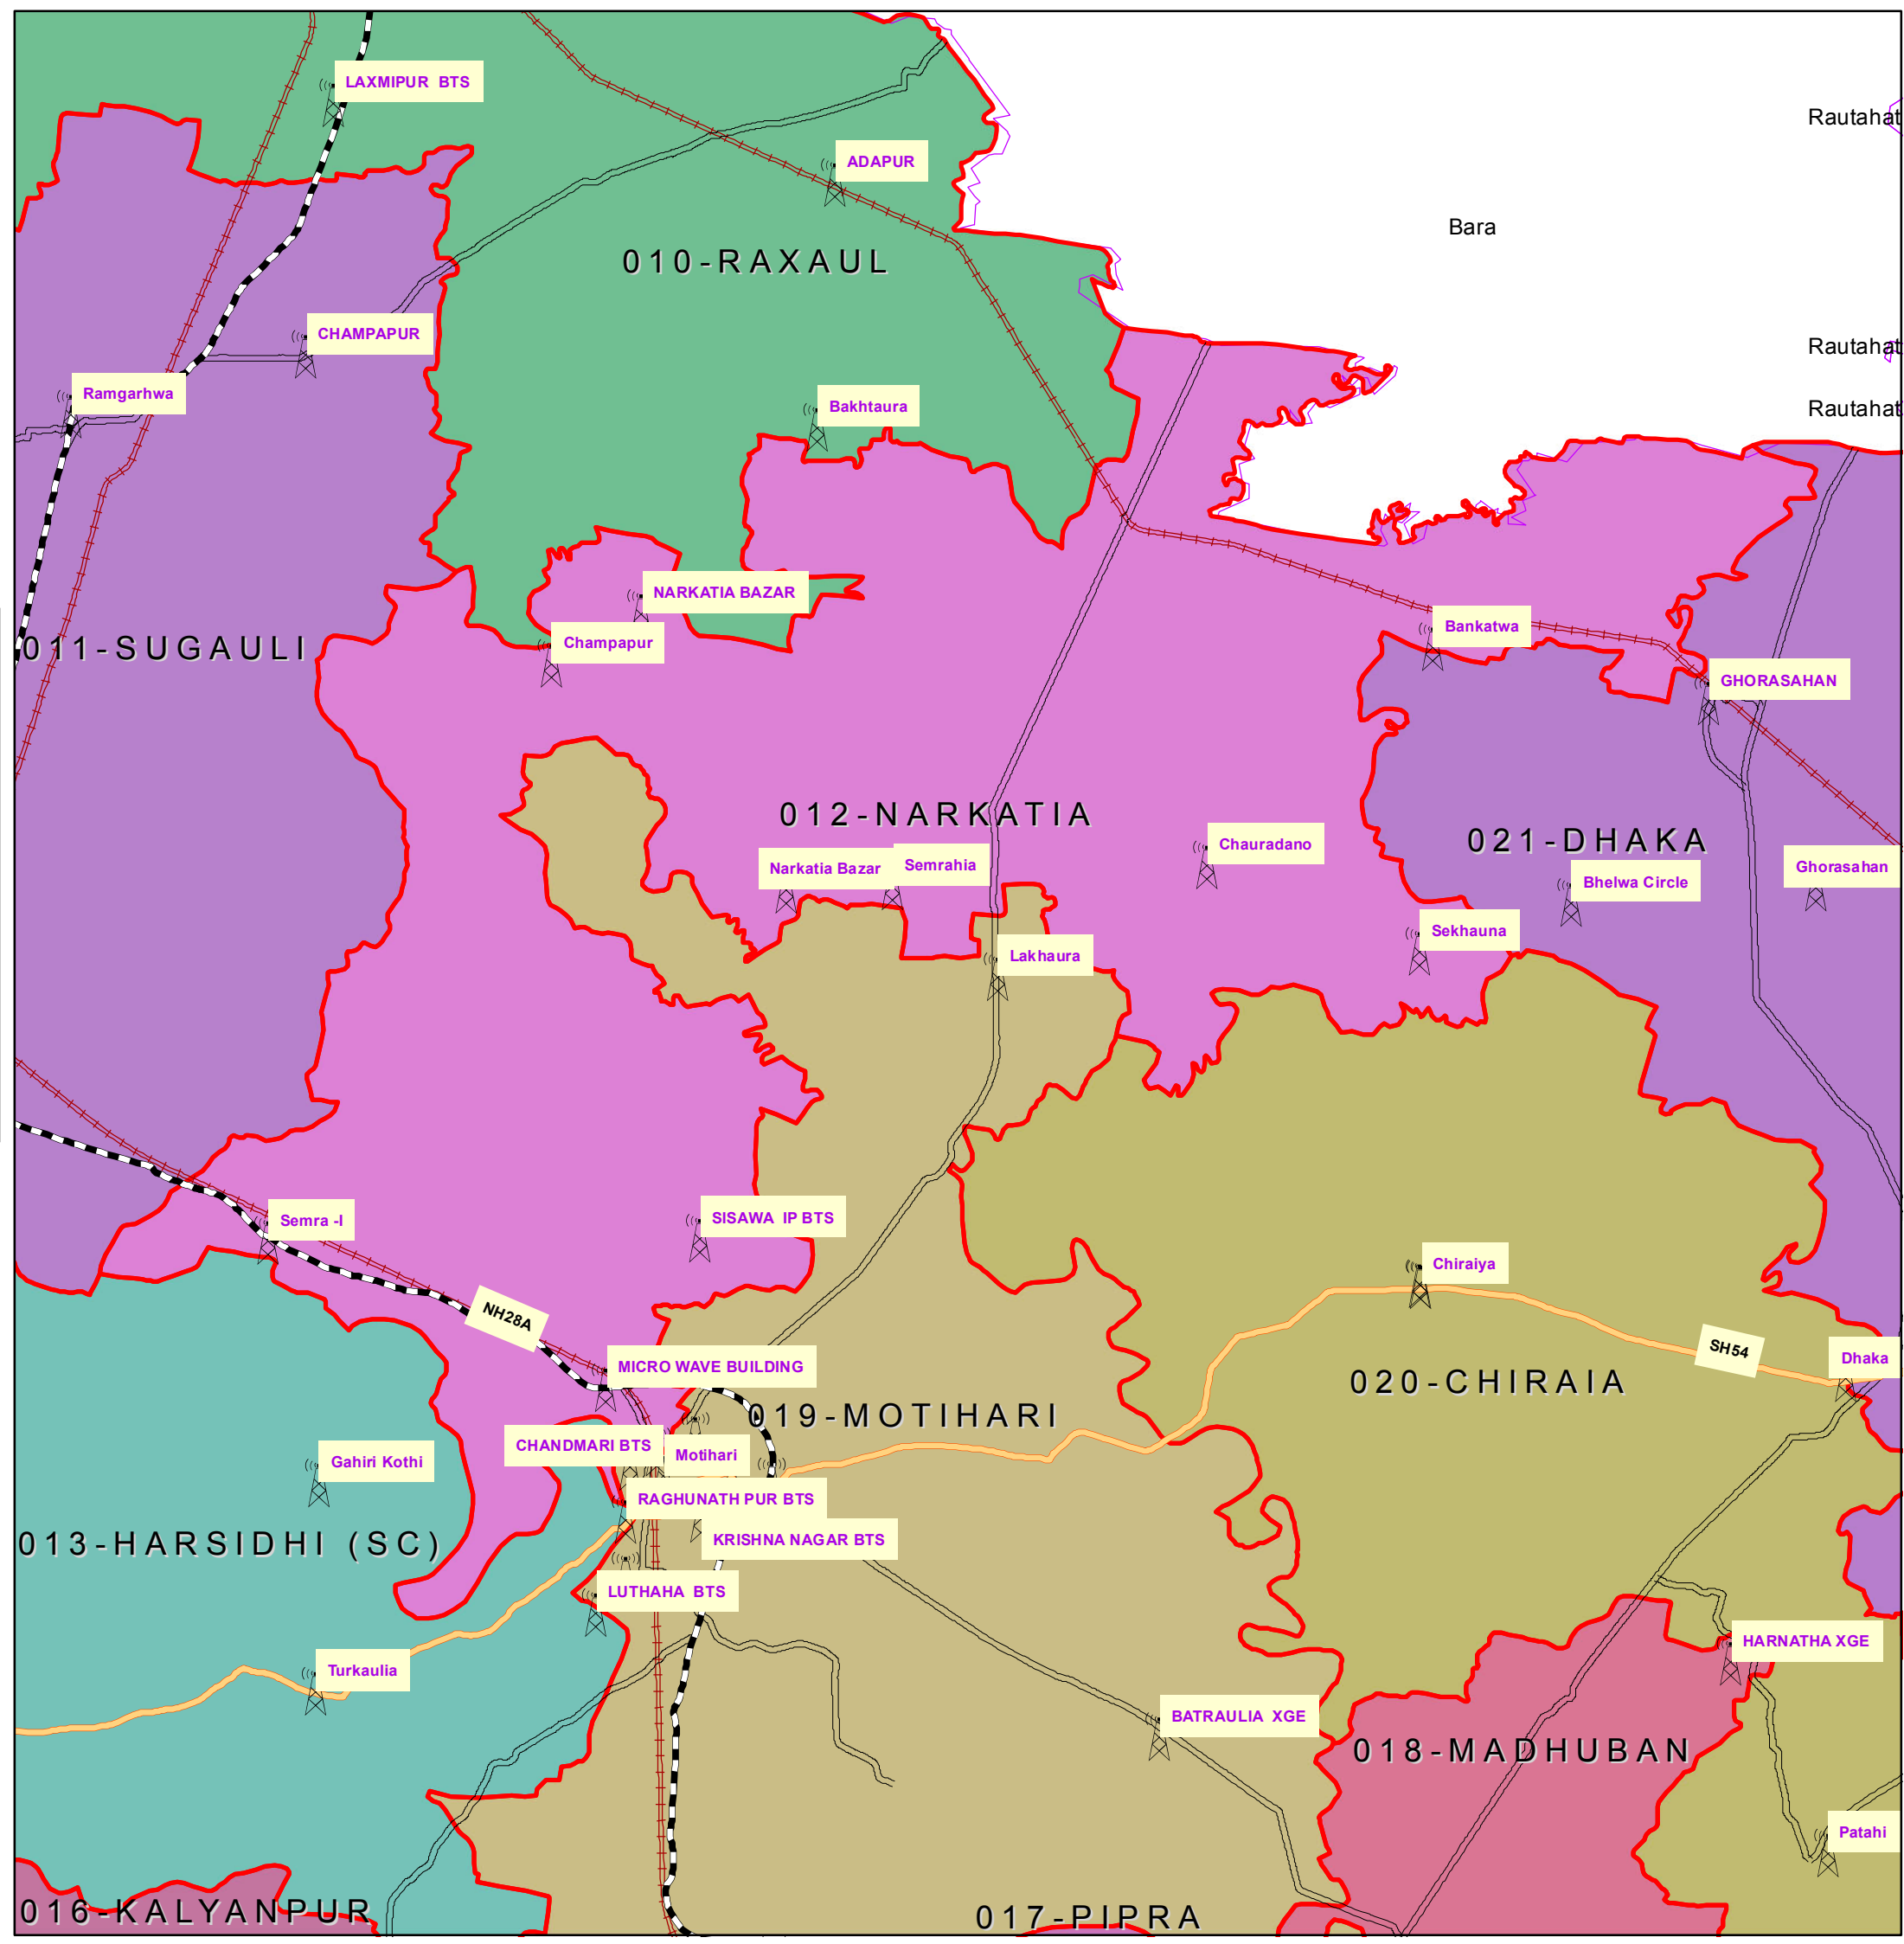 LAXMIPUR BTS
Rautahat
ADAPUR
Bara
010-RAXAUL
CHAMPAPUR
Rautahat
Ramgarhwa
Bakhtaura
Rautahat
NARKATIA BAZAR
Bankatwa
Champapur
011-SUGAULI
GHORASAHAN
012-NARKATIA
021-DHAKA
Chauradano
Narkatia Bazar
Semrahia
Ghorasahan
Bhelwa Circle
Sekhauna
Lakhaura
Semra -I
SISAWA IP BTS
Chiraiya
NH28A
SH54
MICRO WAVE BUILDING
Dhaka
020-CHIRAIA
019-MOTIHARI
CHANDMARI BTS
Motihari
Gahiri Kothi
RAGHUNATH PUR BTS
013-HARSIDHI (SC)
KRISHNA NAGAR BTS
LUTHAHA BTS
HARNATHA XGE
Turkaulia
BATRAULIA XGE
018-MADHUBAN
Patahi
016-KALYANPUR
017-PIPRA